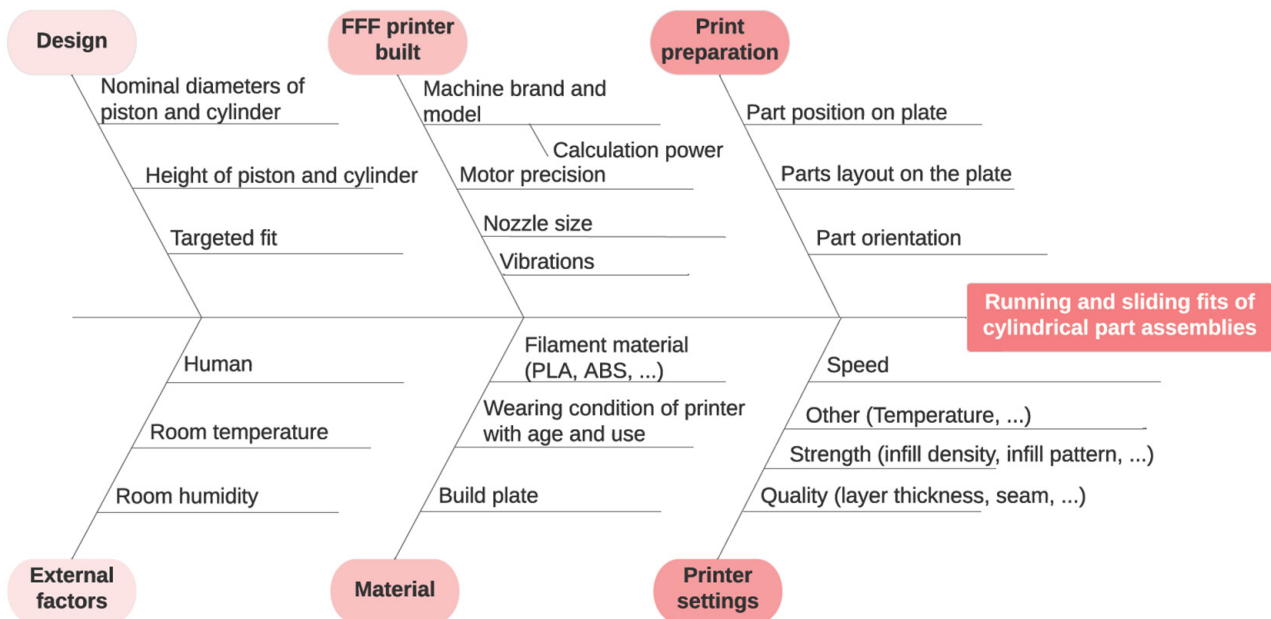 Design
FFF printer
built
Print
preparation
Nominal diameters of
piston and cylinder
Height of piston and cylinder
Targeted fit
Machine brand and
model
Calculation power
Motor precision
Nozzle size
Vibrations
Part position on plate
Parts layout on the plate
Part orientation
Running and sliding fits of
cylindrical part assemblies
Human
Room temperature
Room humidity
Filament material
(PLA, ABS, ...)
Wearing condition of printer
with age and use
Build plate
Speed
Other (Temperature, ...)
Strength (infill density, infill pattern, ...)
Quality (layer thickness, seam, ...)
External
factors
Material
Printer
settings